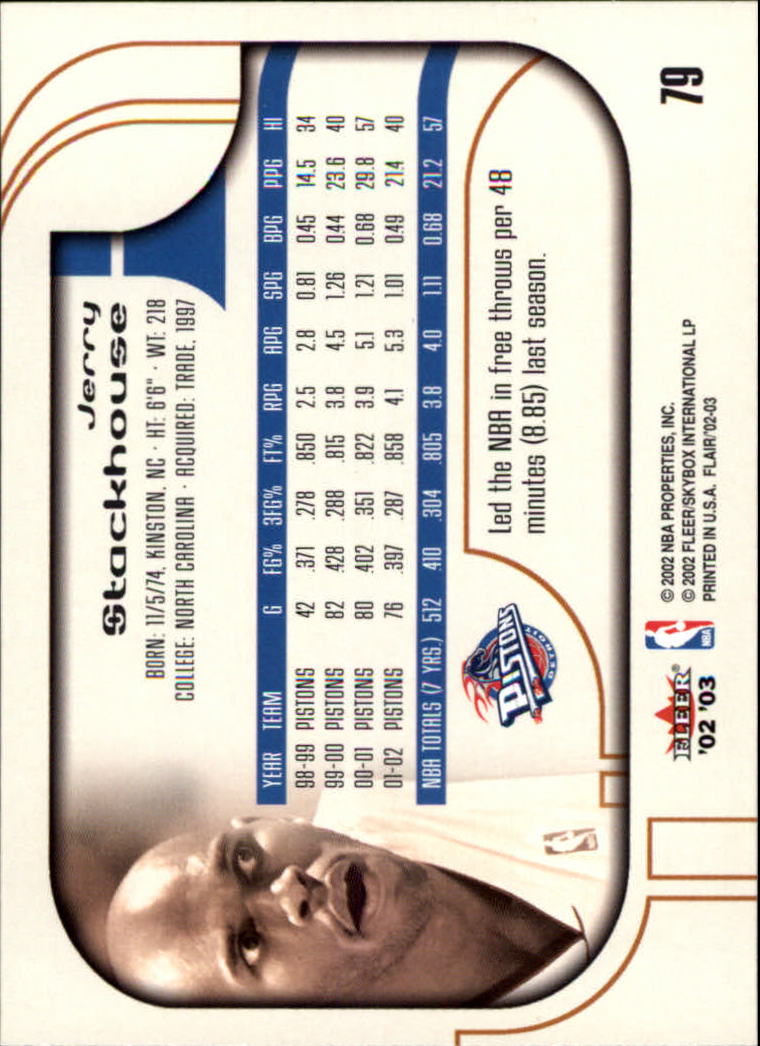 Jerry
Stackhouse
BORN: 11/5/74, KINSTON, NC · HT: 6'6" · WT: 218
COLLEGE: NORTH CAROLINA · ACQUIRED: TRADE, 1997
YEAR TEAM G FG% 3FG% FT% RPG APG SPG BPG PPG HI
98-99 PISTONS 42 .371 .278 .850 2.5 2.8 0.81 0.45 14.5 34
99-00 PISTONS 82 .428 .288 .815 3.8 4.5 1.26 0.44 23.6 40
00-01 PISTONS 80 .402 .351 .822 3.9 5.1 1.21 0.68 29.8 57
01-02 PISTONS 76 .397 .287 .858 4.1 5.3 1.01 0.49 21.4 40
NBA TOTALS (7 YRS.) 512 .410 .304 .805 3.8 4.0 1.11 0.68 21.2 57
PISTONS
DETROIT
Led the NBA in free throws per 48
minutes (8.85) last season.
FLEER®
'02 '03
NBA
© 2002 NBA PROPERTIES, INC.
© 2002 FLEER/SKYBOX INTERNATIONAL LP
PRINTED IN U.S.A. FLAIR/'02-03
79